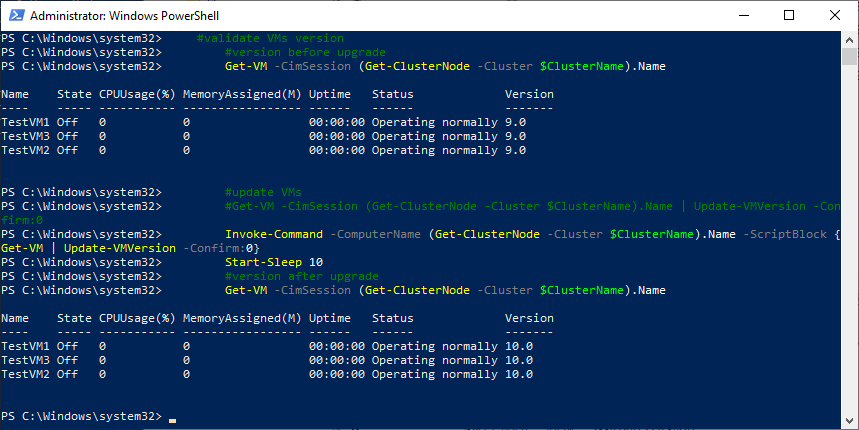 Administrator: Windows PowerShell
PS C:\Windows\system32>     #validate VMs version
PS C:\Windows\system32>         #version before upgrade
PS C:\Windows\system32>         Get-VM -CimSession (Get-ClusterNode -Cluster $ClusterName).Name
Name    State CPUUsage(%) MemoryAssigned(M) Uptime   Status             Version
----    ----- ----------- ----------------- ------   ------             -------
TestVM1 Off   0           0                 00:00:00 Operating normally 9.0
TestVM3 Off   0           0                 00:00:00 Operating normally 9.0
TestVM2 Off   0           0                 00:00:00 Operating normally 9.0
PS C:\Windows\system32>         #update VMs
PS C:\Windows\system32>         #Get-VM -CimSession (Get-ClusterNode -Cluster $ClusterName).Name | Update-VMVersion -Con
firm:0
PS C:\Windows\system32>         Invoke-Command -ComputerName (Get-ClusterNode -Cluster $ClusterName).Name -ScriptBlock {
Get-VM | Update-VMVersion -Confirm:0}
PS C:\Windows\system32>         Start-Sleep 10
PS C:\Windows\system32>         #version after upgrade
PS C:\Windows\system32>         Get-VM -CimSession (Get-ClusterNode -Cluster $ClusterName).Name
Name    State CPUUsage(%) MemoryAssigned(M) Uptime   Status             Version
----    ----- ----------- ----------------- ------   ------             -------
TestVM1 Off   0           0                 00:00:00 Operating normally 10.0
TestVM3 Off   0           0                 00:00:00 Operating normally 10.0
TestVM2 Off   0           0                 00:00:00 Operating normally 10.0
PS C:\Windows\system32>